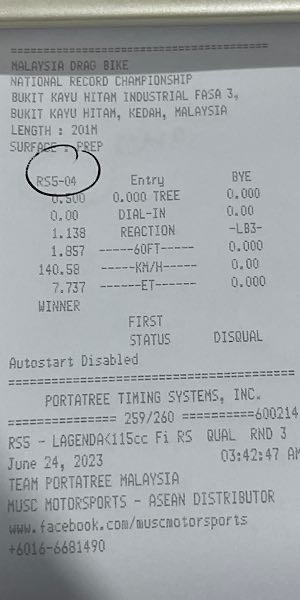 =====================================
MALAYSIA DRAG BIKE
NATIONAL RECORD CHAMPIONSHIP
BUKIT KAYU HITAM INDUSTRIAL FASA 3,
BUKIT KAYU HITAM, KEDAH, MALAYSIA
LENGTH : 201M
SURFACE : PREP
RS5-04 Entry BYE
0.500 0.000 TREE 0.000
0.00 DIAL-IN 0.00
1.138 REACTION -LB3-
1.857 -----60FT----- 0.000
140.58 -----KM/H----- 0.00
7.737 ------ET------ 0.000
WINNER
FIRST
STATUS DISQUAL
Autostart Disabled
========================================
PORTATREE TIMING SYSTEMS, INC.
=============== 259/260 ==========600214
RS5 - LAGENDA<115cc Fi RS QUAL RND 3
June 24, 2023 03:42:47 AM
TEAM PORTATREE MALAYSIA
MUSC MOTORSPORTS - ASEAN DISTRIBUTOR
www.facebook.com/muscmotorsports
+6016-6681490